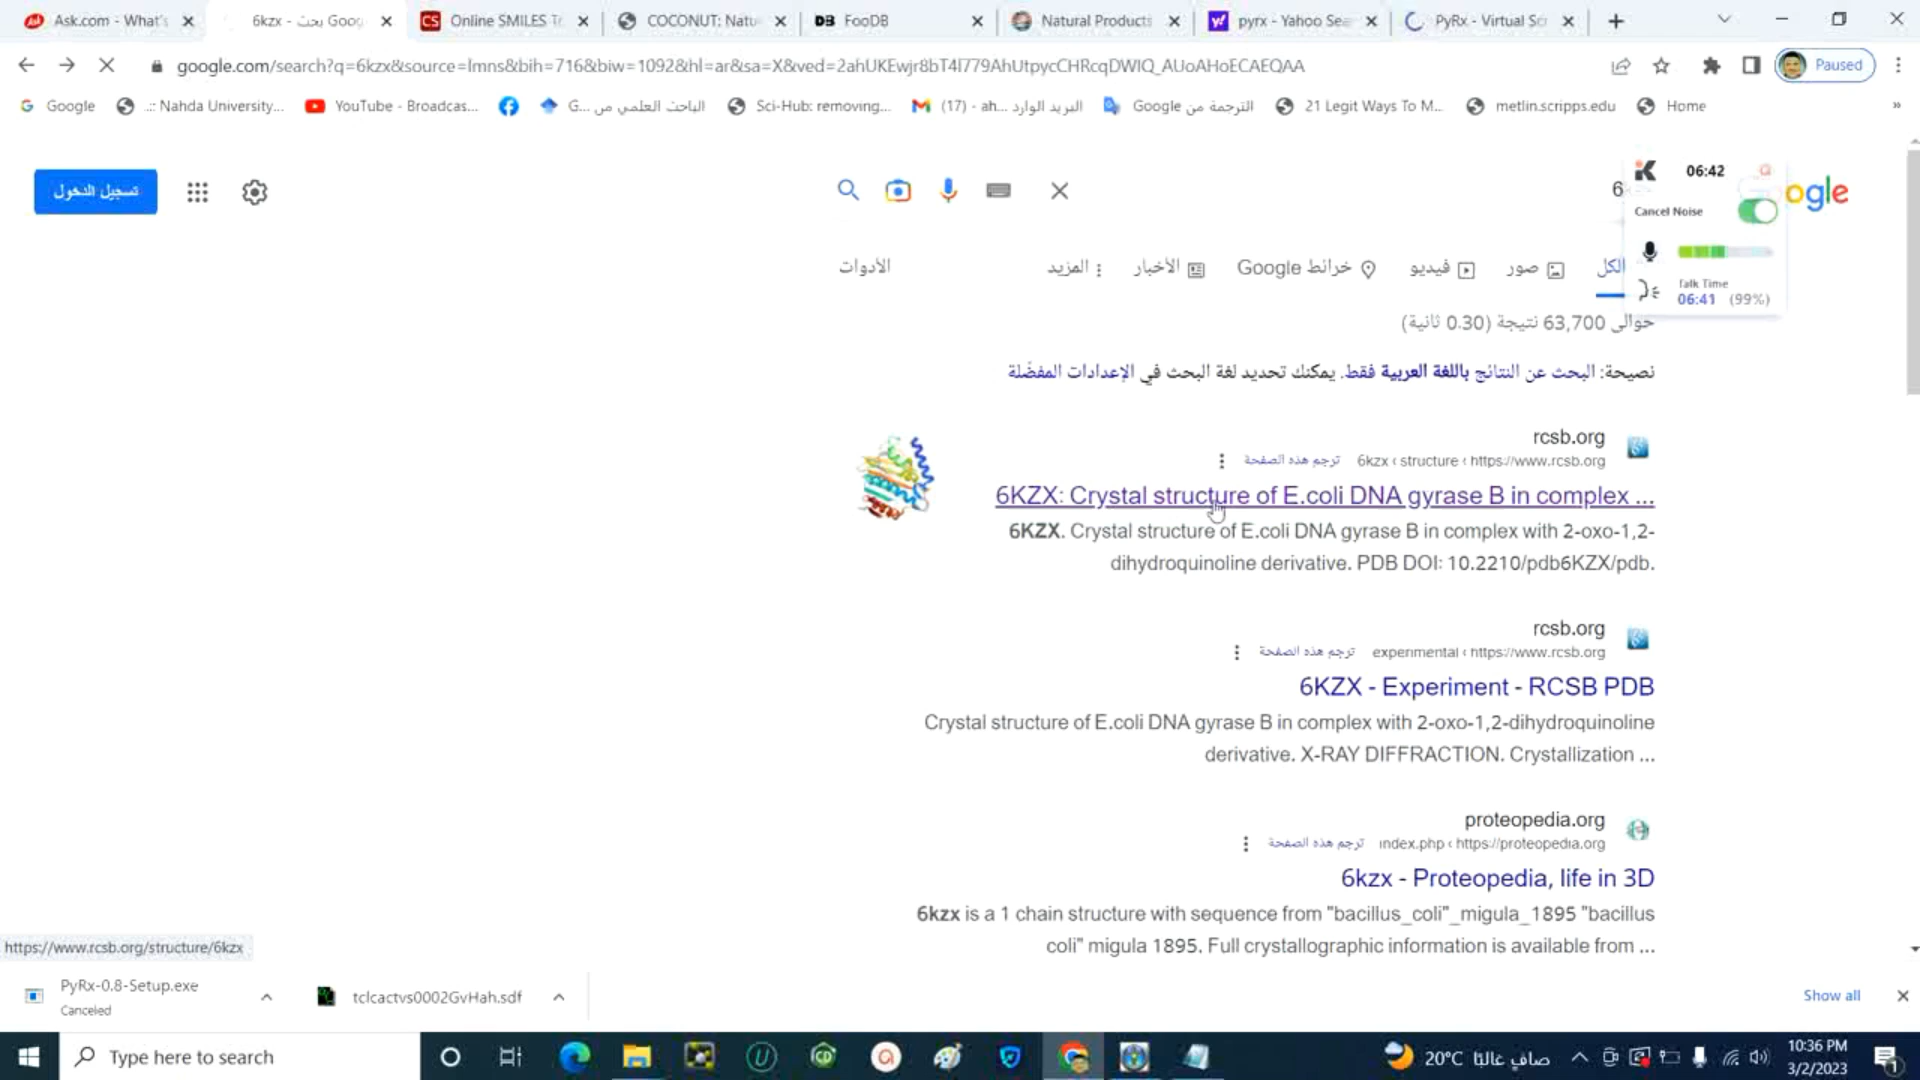 Ask.com - What's
6kzx - بحث Goog
Online SMILES Tr
COCONUT: Natu
FooDB
Natural Products
pyrx - Yahoo Sea
PyRx - Virtual Scr
google.com/search?q=6kzx&source=lmns&bih=716&biw=1092&hl=ar&sa=X&ved=2ahUKEwjr8bT4l779AhUtpycCHRcqDWIQ_AUoAHoECAEQAA
Paused
Google
.:: Nahda University...
YouTube - Broadcas...
G... الباحث العلمي من
Sci-Hub: removing...
(17) - ah... البريد الوارد
الترجمة من Google
21 Legit Ways To M...
metlin.scripps.edu
Home
تسجيل الدخول
6
ogle
06:42
Cancel Noise
Talk Time
06:41 (99%)
الكل
صور
فيديو
خرائط Google
الأخبار
المزيد
الأدوات
حوالى 63,700 نتيجة (0.30 ثانية)
نصيحة: البحث عن النتائج باللغة العربية فقط. يمكنك تحديد لغة البحث في الإعدادات المفضّلة
rcsb.org
https://www.rcsb.org › structure › 6kzx ترجم هذه الصفحة
6KZX: Crystal structure of E.coli DNA gyrase B in complex ...
6KZX. Crystal structure of E.coli DNA gyrase B in complex with 2-oxo-1,2-
dihydroquinoline derivative. PDB DOI: 10.2210/pdb6KZX/pdb.
rcsb.org
https://www.rcsb.org › experimental ترجم هذه الصفحة
6KZX - Experiment - RCSB PDB
Crystal structure of E.coli DNA gyrase B in complex with 2-oxo-1,2-dihydroquinoline
derivative. X-RAY DIFFRACTION. Crystallization ...
proteopedia.org
https://proteopedia.org › index.php ترجم هذه الصفحة
6kzx - Proteopedia, life in 3D
6kzx is a 1 chain structure with sequence from "bacillus_coli"_migula_1895 "bacillus
coli" migula 1895. Full crystallographic information is available from ...
https://www.rcsb.org/structure/6kzx
PyRx-0.8-Setup.exe
Canceled
tclcactvs0002GvHah.sdf
Show all
Type here to search
20°C صافٍ غالبًا
10:36 PM
3/2/2023
1